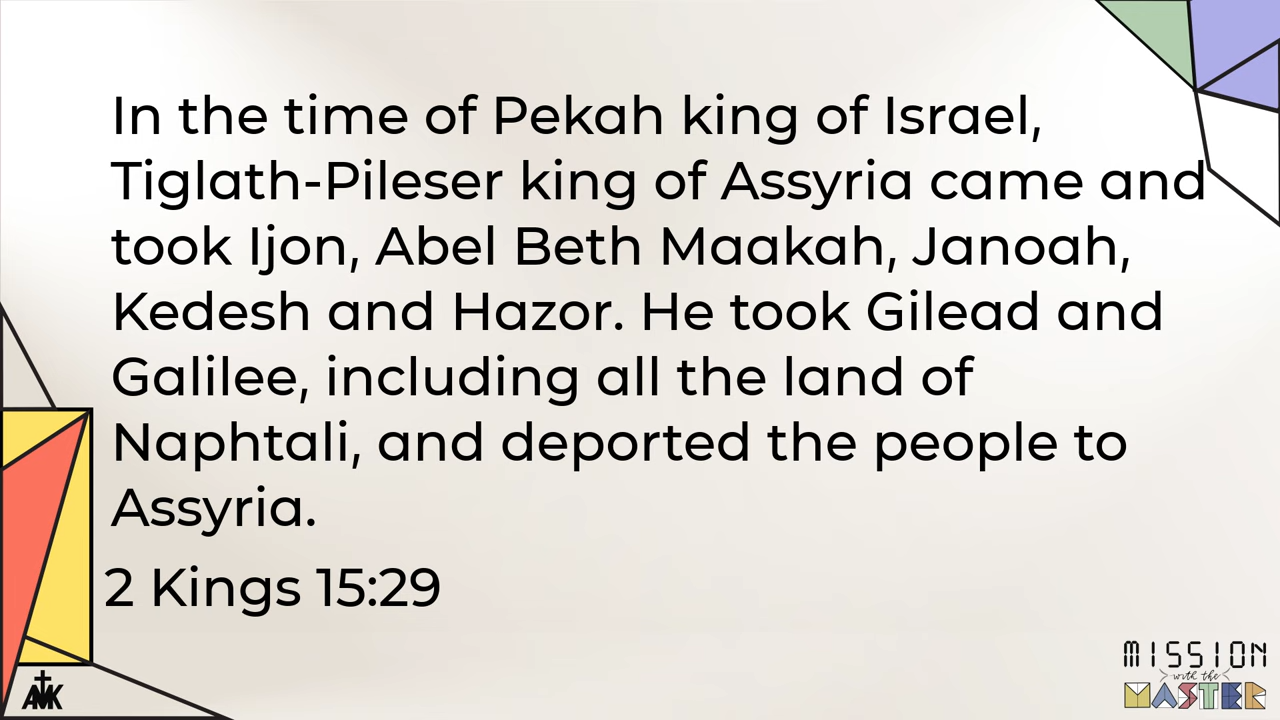 In the time of Pekah king of Israel,
Tiglath-Pileser king of Assyria came and
took Ijon, Abel Beth Maakah, Janoah,
Kedesh and Hazor. He took Gilead and
Galilee, including all the land of
Naphtali, and deported the people to
Assyria.
2 Kings 15:29
MISSION
with the
MASTER
AMK